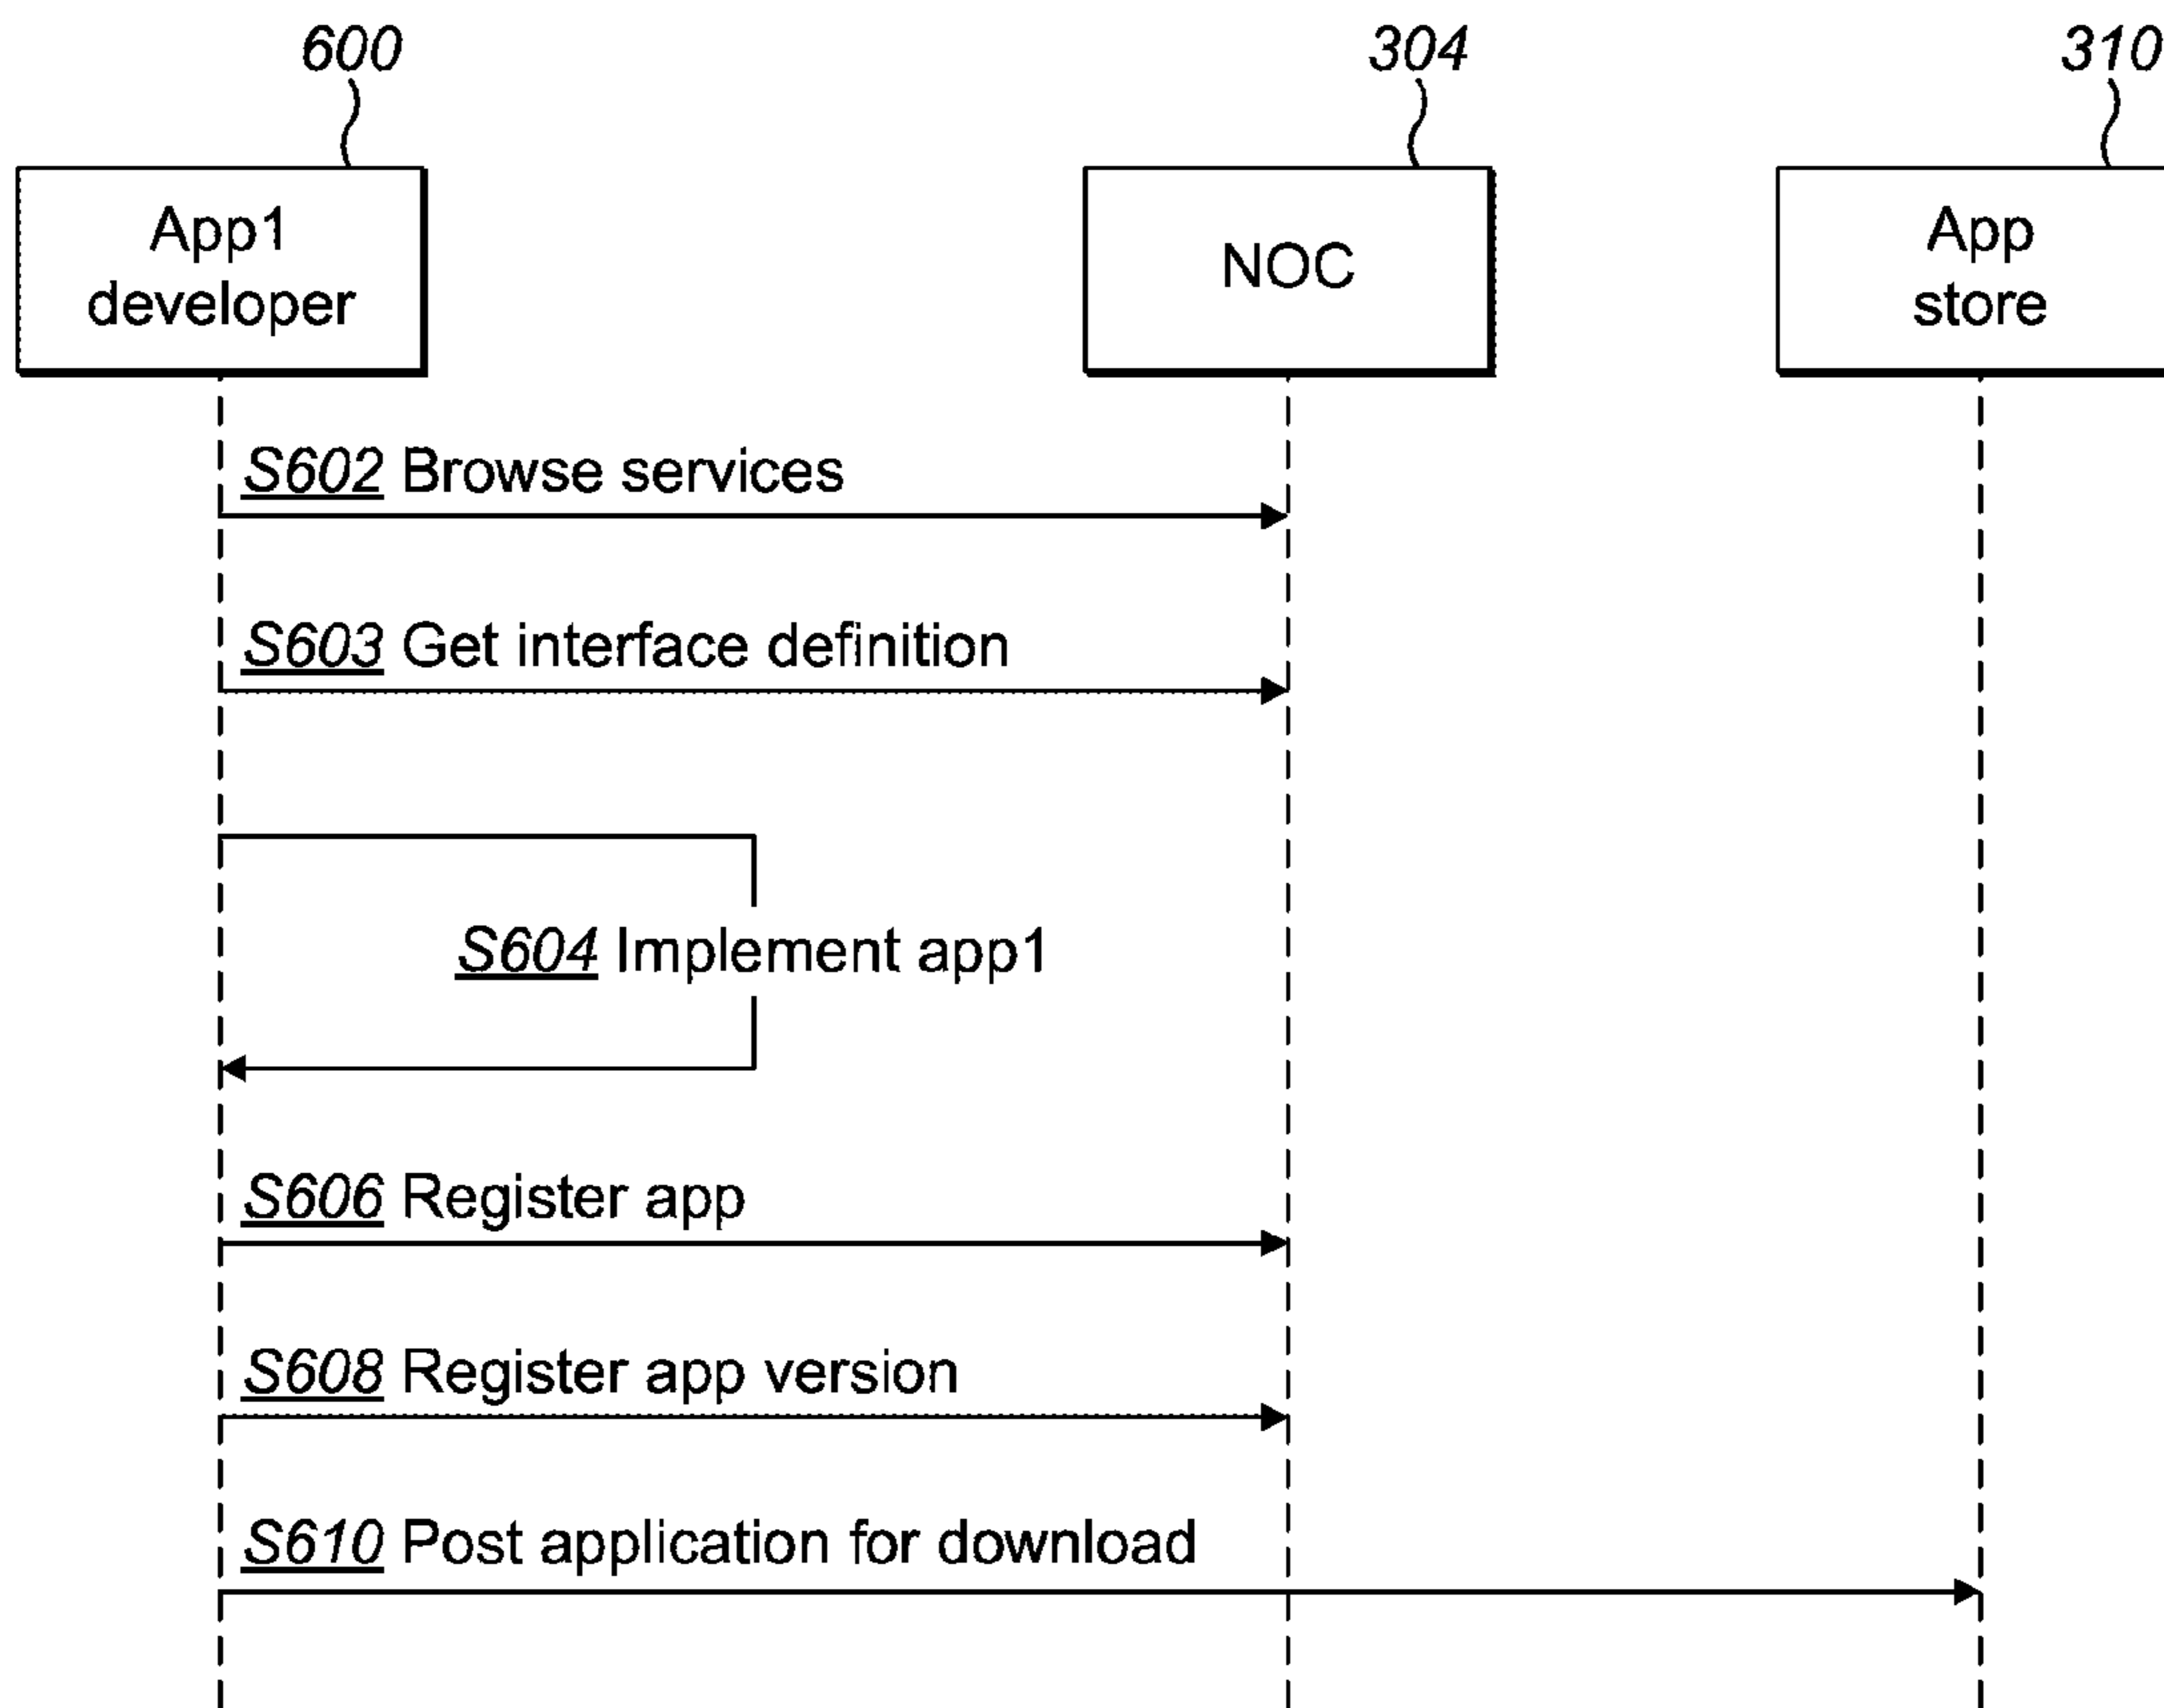 600
304
310
App1
developer
NOC
App
store
S602 Browse services
S603 Get interface definition
S604 Implement app1
S606 Register app
S608 Register app version
S610 Post application for download